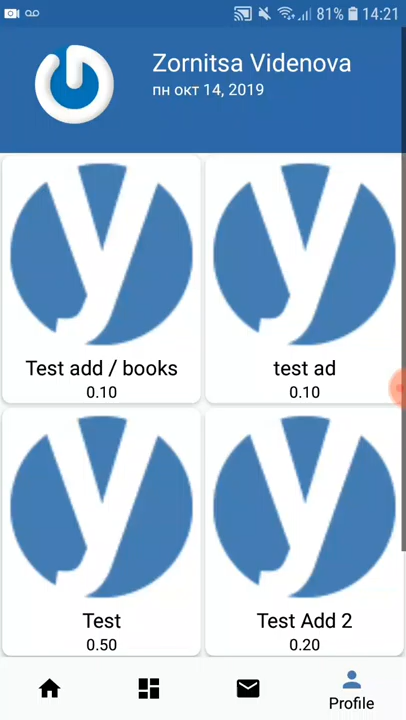 81% 14:21
Zornitsa Videnova
пн окт 14, 2019
y y
Test add / books test ad
0.10 0.10
y y
Test Test Add 2
0.50 0.20
Profile